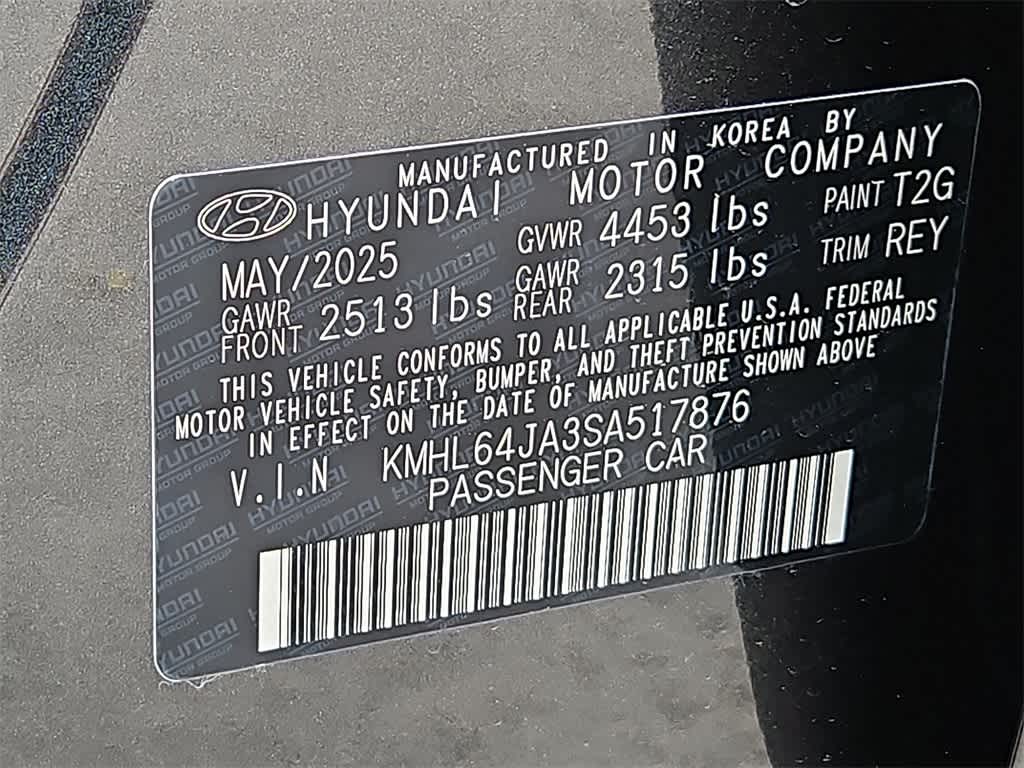 MANUFACTURED IN KOREA BY
HYUNDAI MOTOR COMPANY
MAY/2025 GVWR 4453 lbs PAINT T2G
GAWR FRONT 2513 lbs GAWR REAR 2315 lbs TRIM REY
THIS VEHICLE CONFORMS TO ALL APPLICABLE U.S.A. FEDERAL
MOTOR VEHICLE SAFETY, BUMPER, AND THEFT PREVENTION STANDARDS
IN EFFECT ON THE DATE OF MANUFACTURE SHOWN ABOVE
V.I.N KMHL64JA3SA517876
PASSENGER CAR